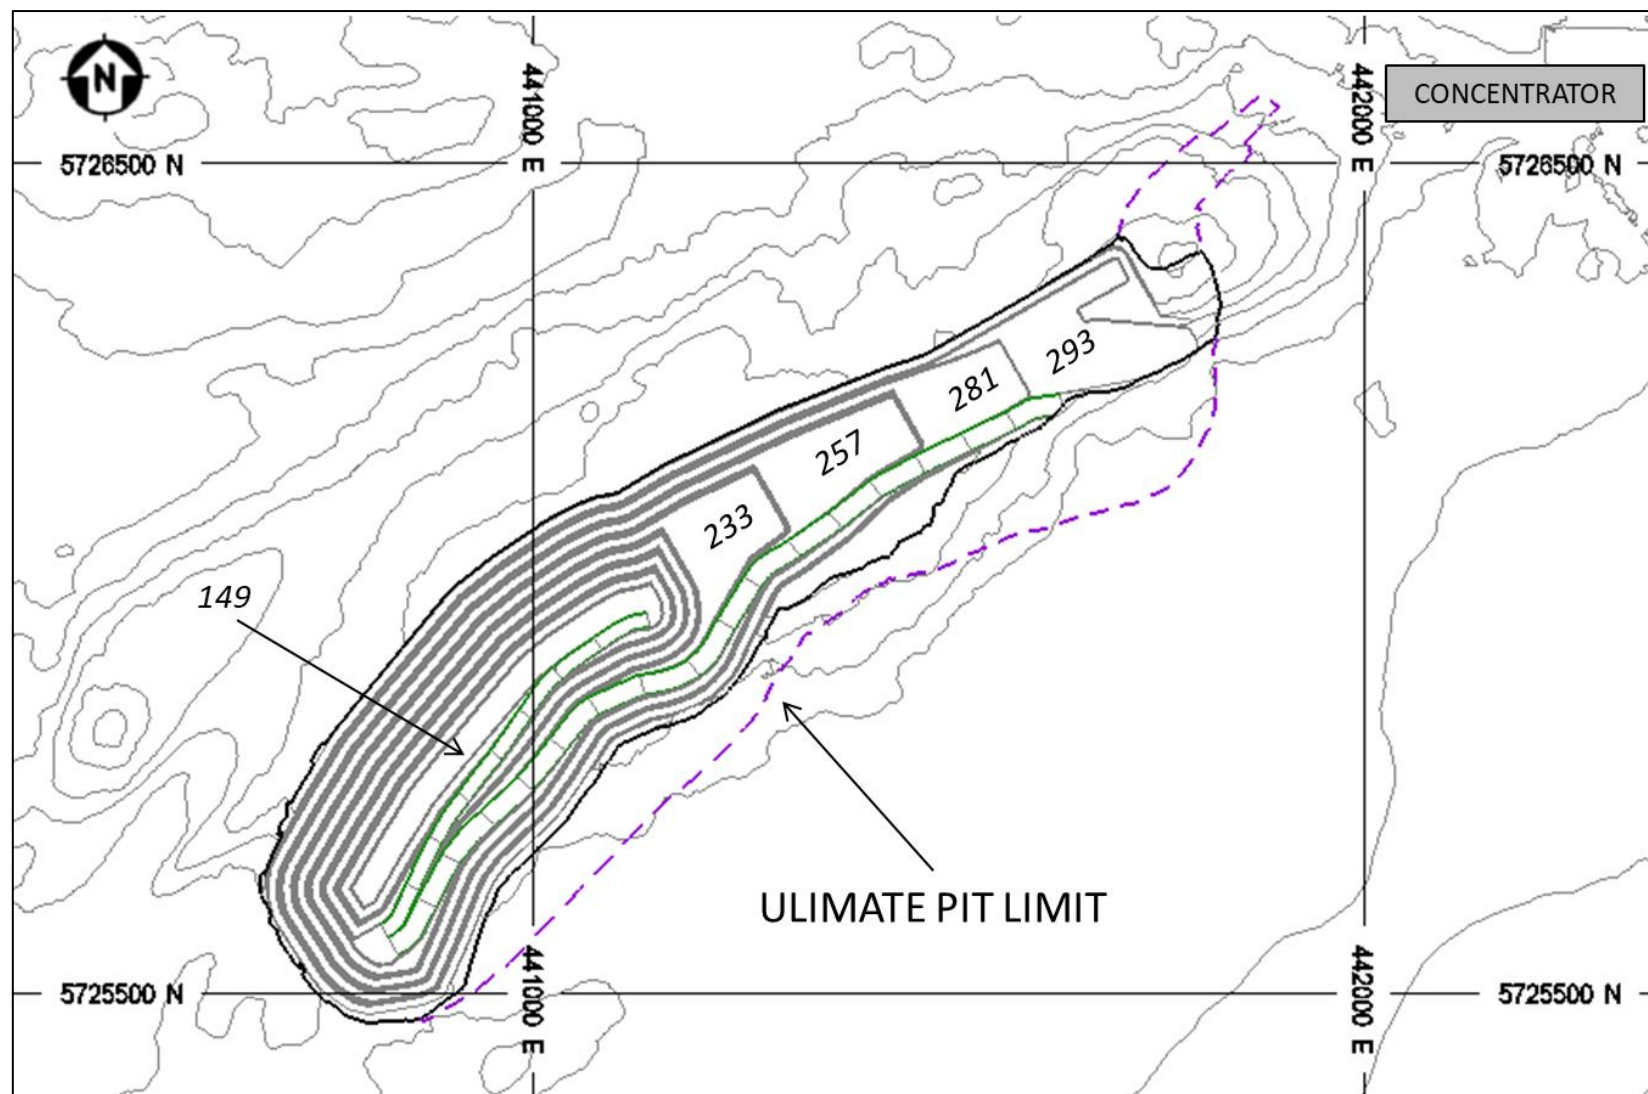 N
441000 E
442000 E
CONCENTRATOR
5726500 N
5726500 N
293
281
257
233
149
ULIMATE PIT LIMIT
5725500 N
441000 E
442000 E
5725500 N